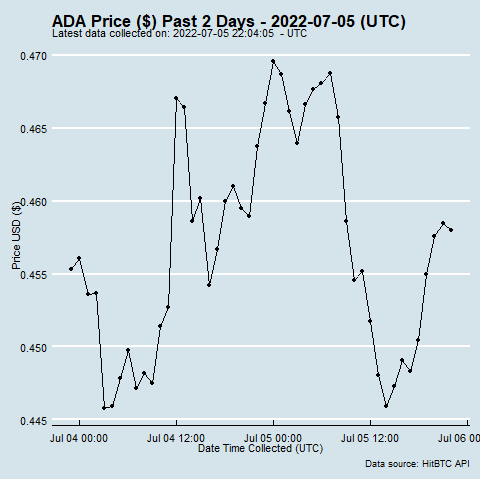 ADA Price ($) Past 2 Days - 2022-07-05 (UTC)
Latest data collected on: 2022-07-05 22:04:05  - UTC
0.470
0.465
0.460
0.455
0.450
0.445
Price USD ($)
Jul 04 00:00
Jul 04 12:00
Jul 05 00:00
Jul 05 12:00
Jul 06 00:
Date Time Collected (UTC)
Data source: HitBTC API